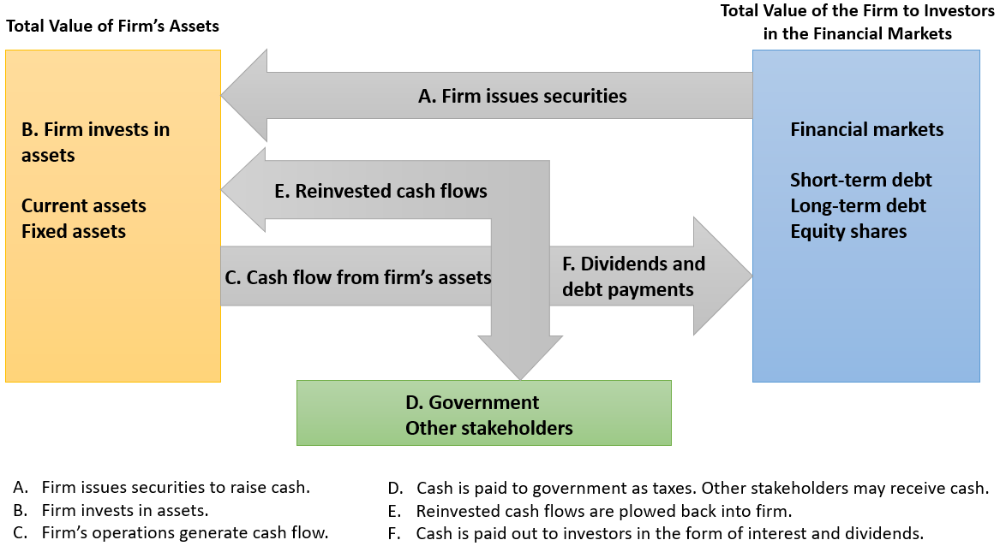 Total Value of Firm's Assets
Total Value of the Firm to Investors
in the Financial Markets
A. Firm issues securities
B. Firm invests in
assets
Current assets
Fixed assets
Financial markets
Short-term debt
Long-term debt
Equity shares
E. Reinvested cash flows
C. Cash flow from firm's assets
F. Dividends and
debt payments
D. Government
Other stakeholders
A. Firm issues securities to raise cash.
B. Firm invests in assets.
C. Firm's operations generate cash flow.
D. Cash is paid to government as taxes. Other stakeholders may receive cash.
E. Reinvested cash flows are plowed back into firm.
F. Cash is paid out to investors in the form of interest and dividends.